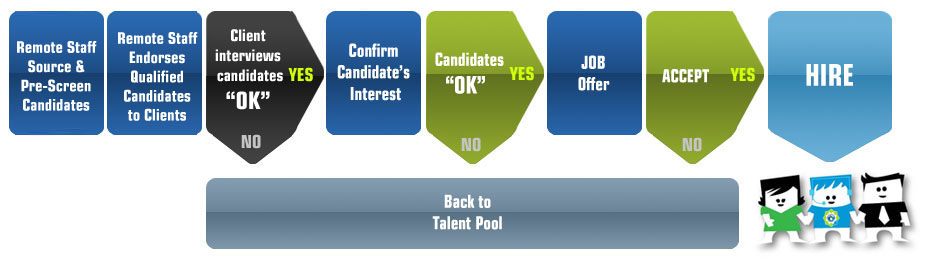 Remote Staff
Source &
Pre-Screen
Candidates
Remote Staff
Endorses
Qualified
Candidates
to Clients
Client
interviews
candidates YES
“OK”
NO
Confirm
Candidate’s
Interest
Candidates
“OK” YES
NO
JOB
Offer
ACCEPT YES
NO
HIRE
Back to
Talent Pool